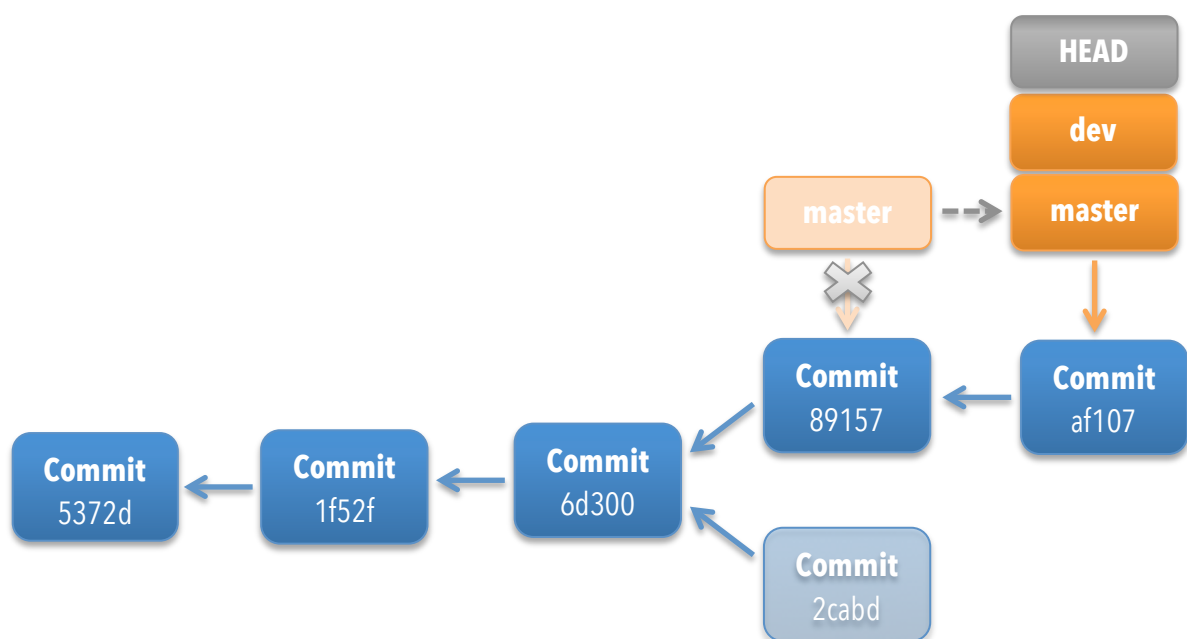 HEAD
dev
master
master
Commit
89157
Commit
af107
Commit
5372d
Commit
1f52f
Commit
6d300
Commit
2cabd